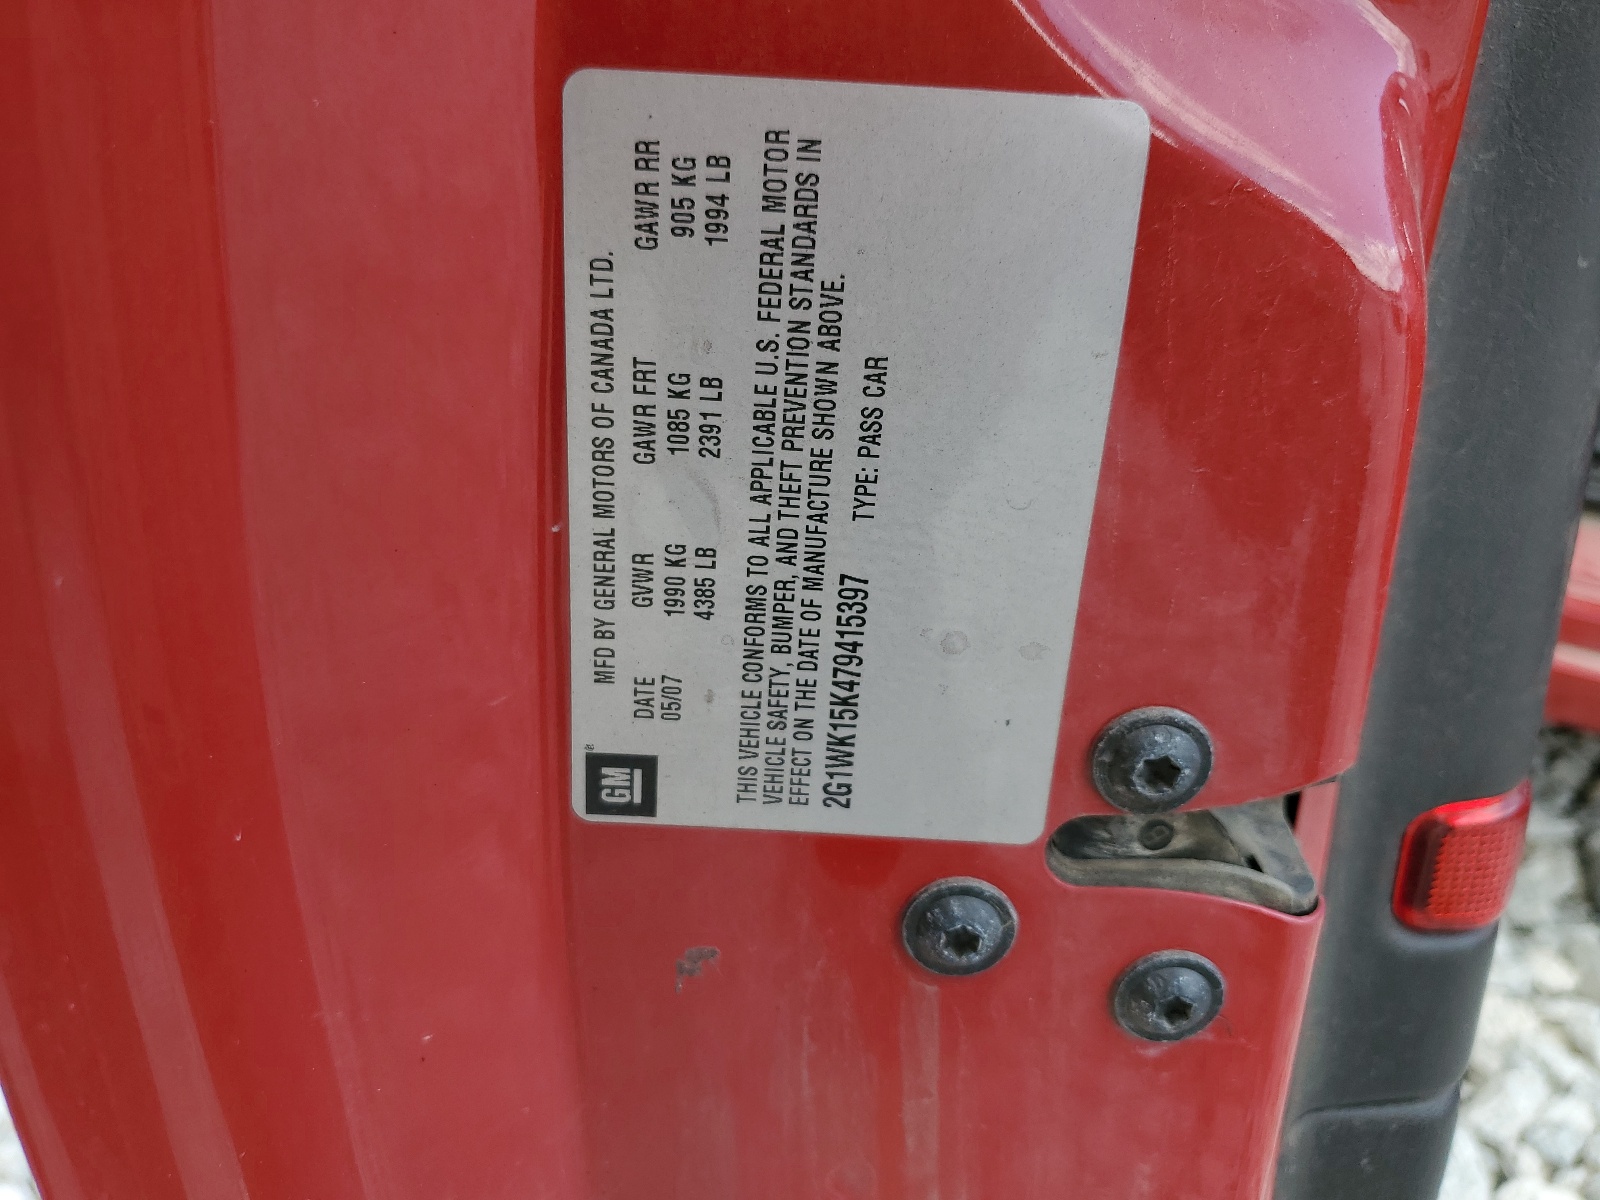 GM
MFD BY GENERAL MOTORS OF CANADA LTD.
DATE GVWR GAWR FRT GAWR RR
05/07 1990 KG 1085 KG 905 KG
4385 LB 2391 LB 1994 LB
THIS VEHICLE CONFORMS TO ALL APPLICABLE U.S. FEDERAL MOTOR
VEHICLE SAFETY, BUMPER, AND THEFT PREVENTION STANDARDS IN
EFFECT ON THE DATE OF MANUFACTURE SHOWN ABOVE.
2G1WK15K479415397 TYPE: PASS CAR